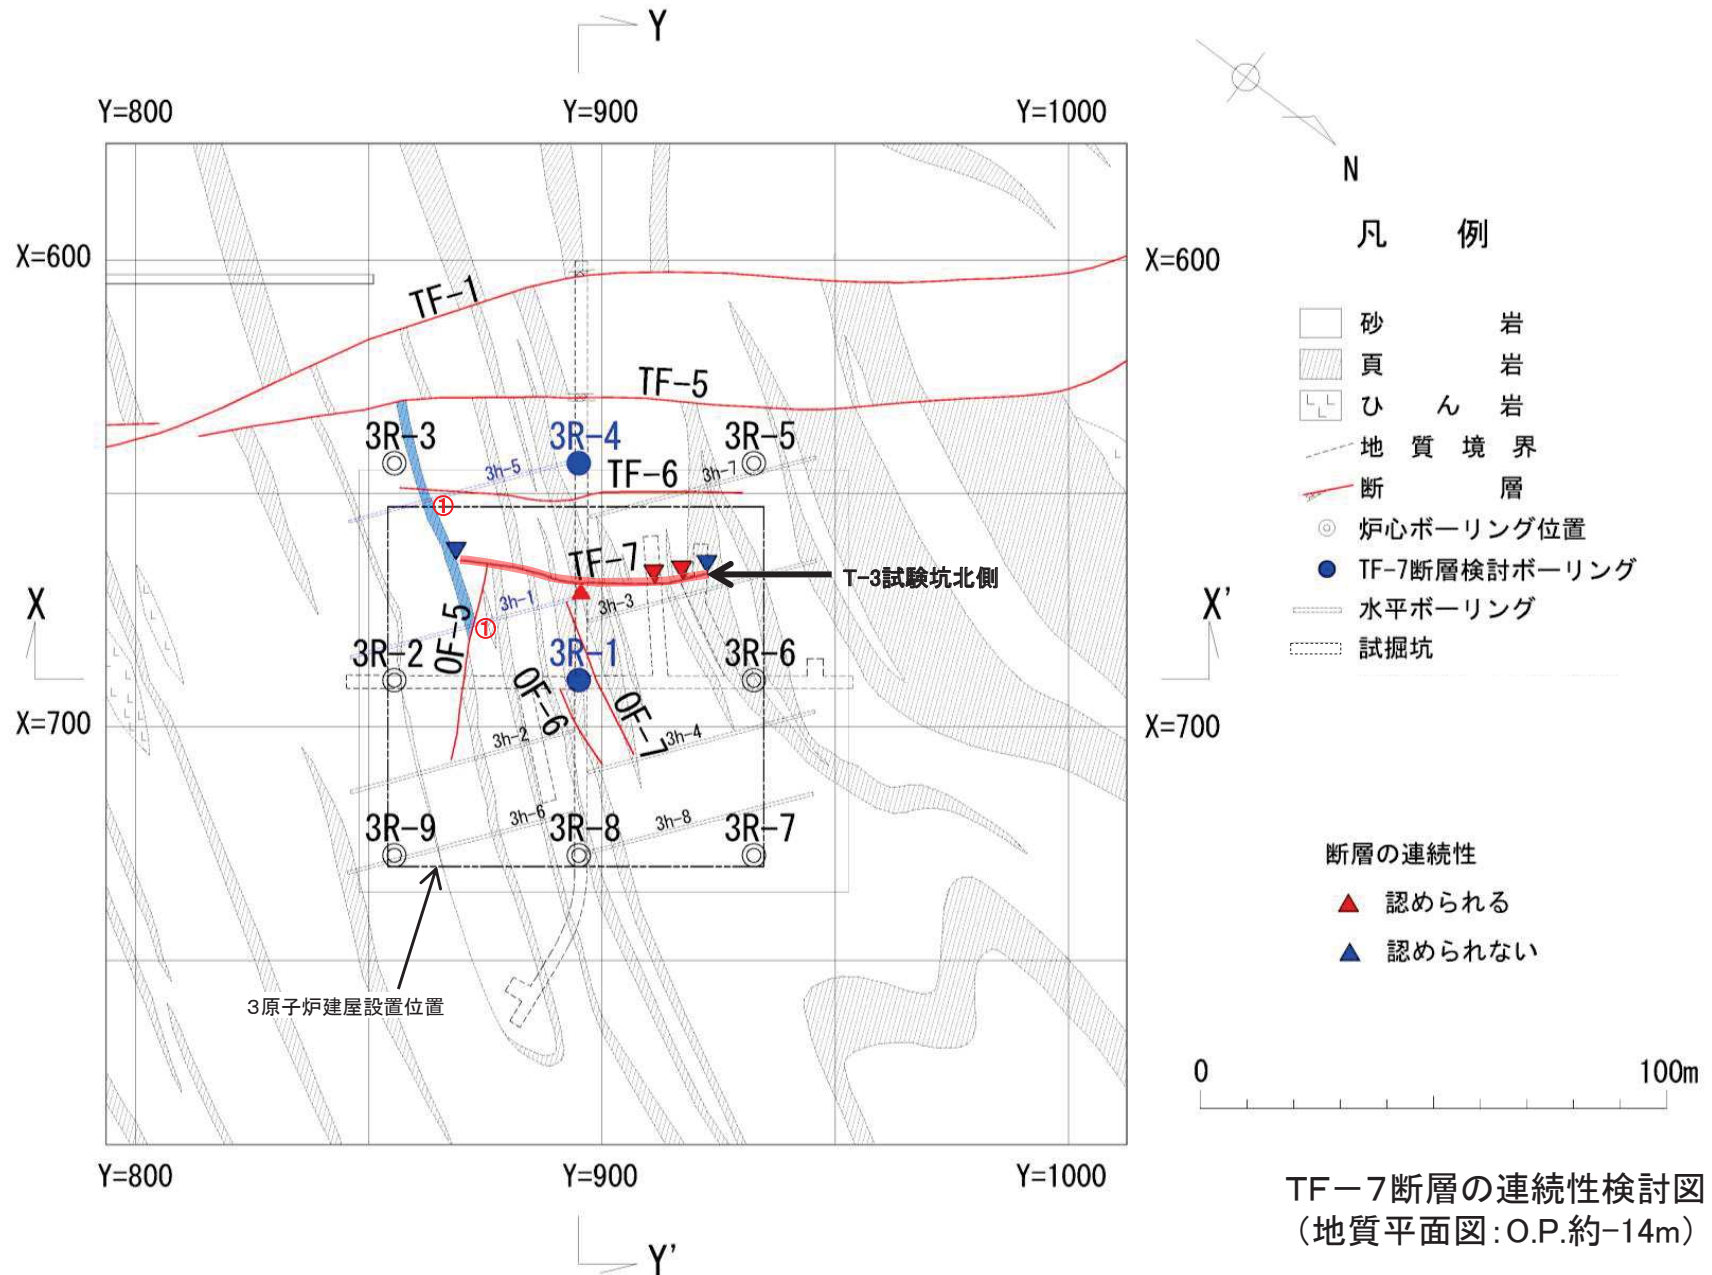 Y
Y=800
Y=900
Y=1000
N
凡 例
X=600
X=600
TF-1
砂 岩
頁 岩
ひ ん 岩
地 質 境 界
断 層
炉心ボーリング位置
TF-7断層検討ボーリング
水平ボーリング
試掘坑
TF-5
3R-3
3R-4
3R-5
3h-5
TF-6
3h-7
①
TF-7
T-3試験坑北側
X
X'
3h-1
3h-3
①
OF-5
3R-2
3R-1
3R-6
OF-6
OF-7
X=700
X=700
3h-2
3h-4
3h-6
3h-8
3R-9
3R-8
3R-7
断層の連続性
認められる
認められない
3原子炉建屋設置位置
0
100m
Y=800
Y=900
Y=1000
Y'
TF－7断層の連続性検討図
（地質平面図：O.P.約-14m）